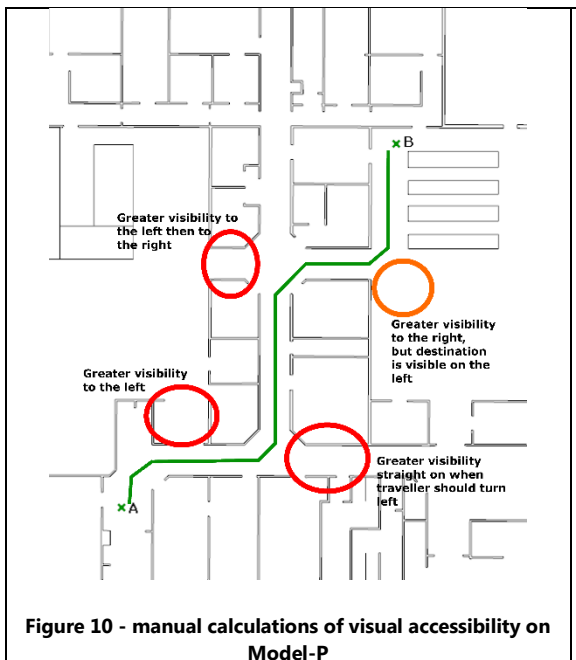 B
Greater visibility to
the left then to
the right
Greater visibility
to the right,
but destination
is visible on the
left
Greater visibility
to the left
Greater visibility
straight on when
traveller should turn
left
A
Figure 10 - manual calculations of visual accessibility on
Model-P